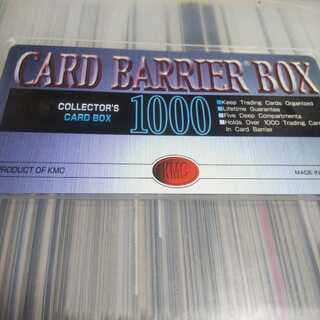 CARD BARRIER® BOX
COLLECTOR'S
CARD BOX
1000
■Keep Trading Cards Organized
■Lifetime Guarantee
■Five Deep Compartments
■Holds Over 1000 Trading Car
In Card Barrier
KMC
PRODUCT OF KMC
MADE IN